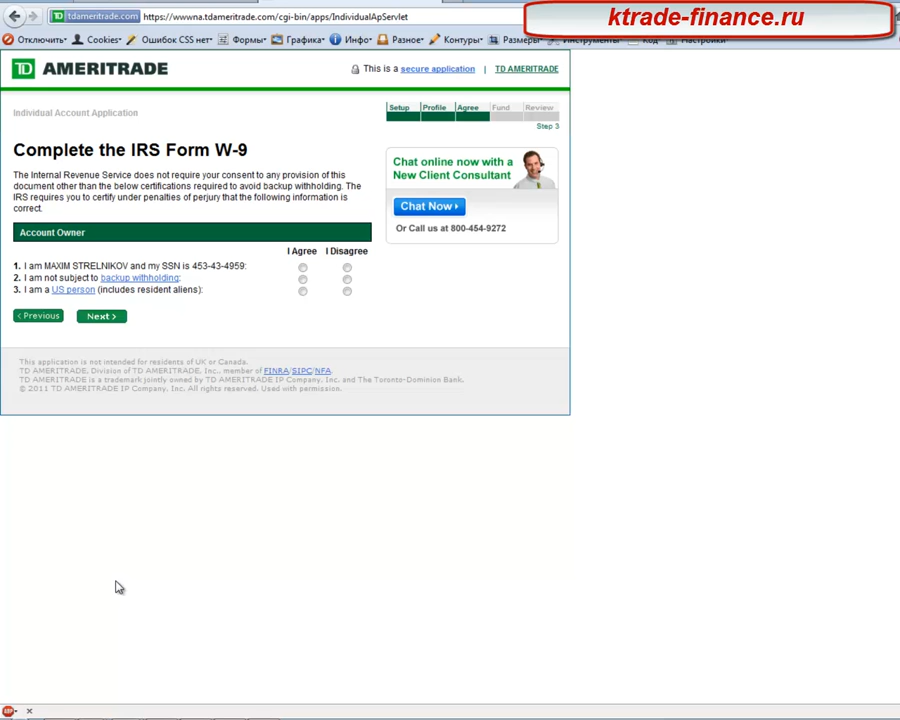 ktrade-finance.ru
tdameritrade.com https://wwwna.tdameritrade.com/cgi-bin/apps/IndividualApServlet
Отключить Cookies Ошибок CSS нет Формы Графика Инфо Разное Контуры Размеры Инструменты Код Настройки
TD AMERITRADE
This is a secure application | TD AMERITRADE
Individual Account Application
Setup Profile Agree Fund Review
Step 3
Complete the IRS Form W-9
The Internal Revenue Service does not require your consent to any provision of this
document other than the below certifications required to avoid backup withholding. The
IRS requires you to certify under penalties of perjury that the following information is
correct.
Chat online now with a
New Client Consultant
Chat Now
Or Call us at 800-454-9272
Account Owner
I Agree I Disagree
1. I am MAXIM STRELNIKOV and my SSN is 453-43-4959:
2. I am not subject to backup withholding:
3. I am a US person (includes resident aliens):
< Previous Next >
This application is not intended for residents of UK or Canada.
TD AMERITRADE, Division of TD AMERITRADE, Inc., member of FINRA/SIPC/NFA.
TD AMERITRADE is a trademark jointly owned by TD AMERITRADE IP Company, Inc. and The Toronto-Dominion Bank.
© 2011 TD AMERITRADE IP Company, Inc. All rights reserved. Used with permission.
ABP